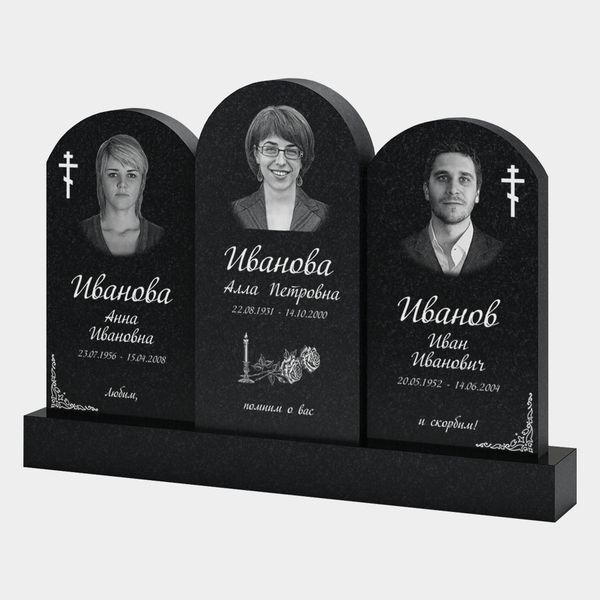 Иванова
Анна
Ивановна
23.07.1956 - 15.04.2008
Любим,
Иванова
Алла Петровна
22.08.1931 - 14.10.2000
помним о вас
Иванов
Иван
Иванович
20.05.1952 - 14.06.2004
и скорбим!